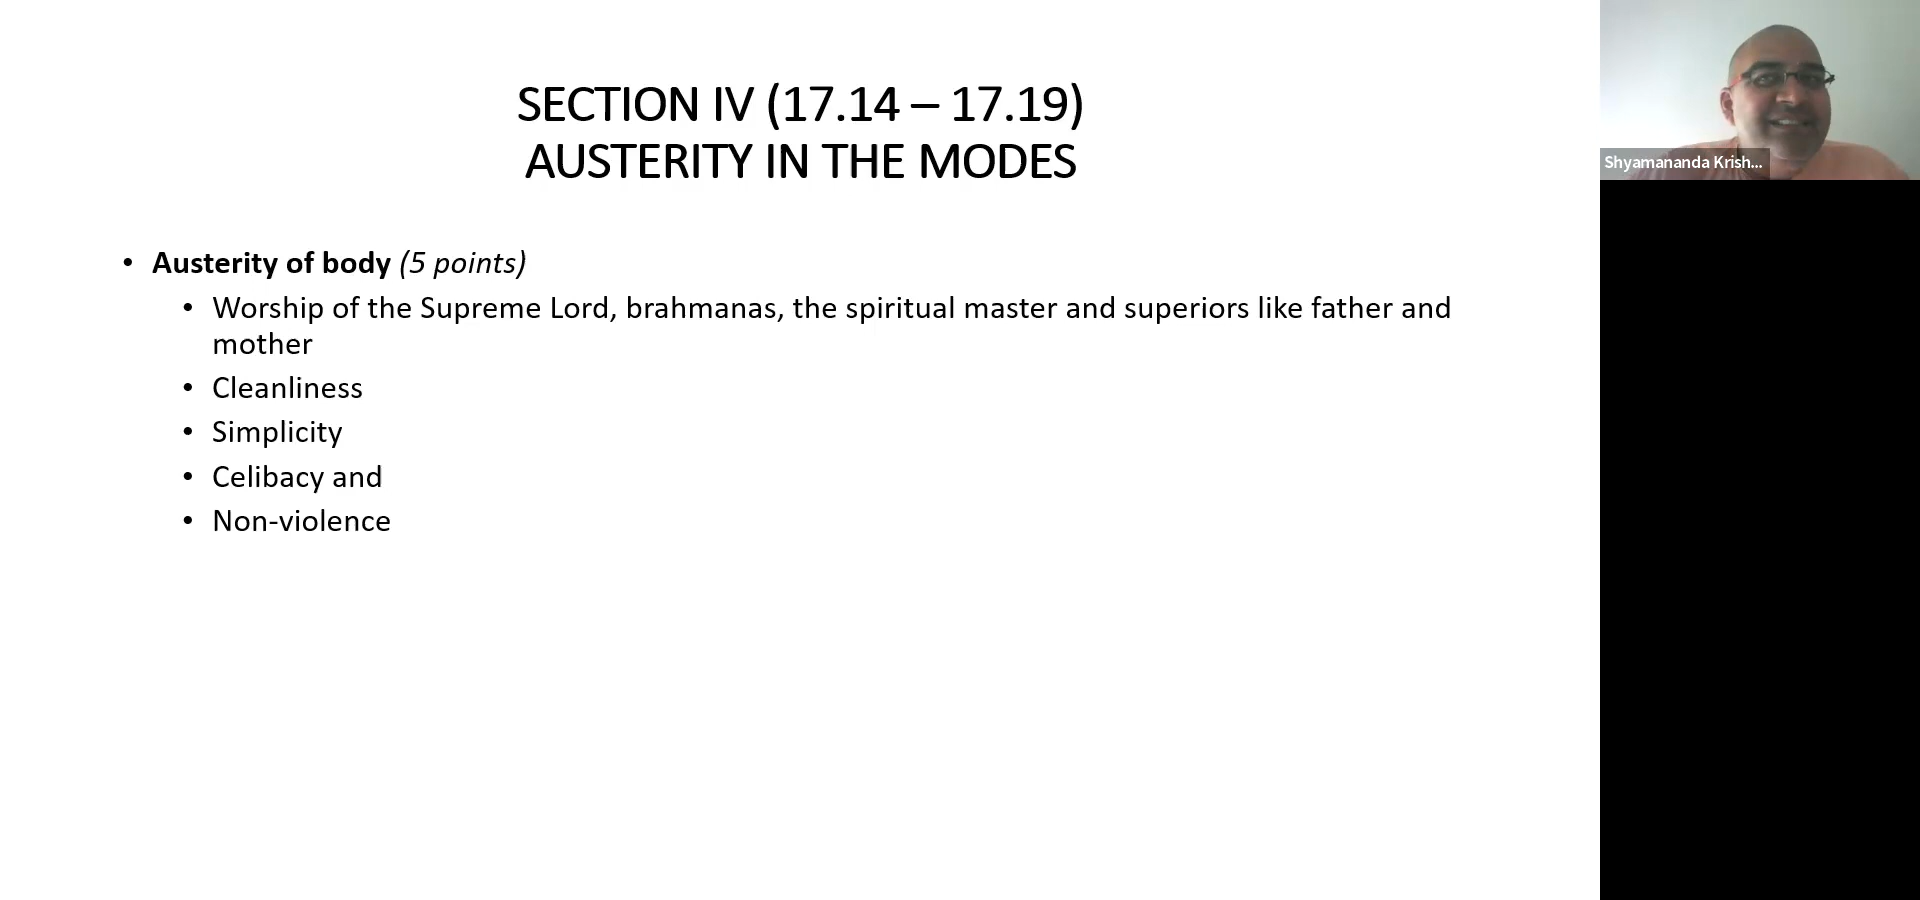 SECTION IV (17.14 – 17.19)
AUSTERITY IN THE MODES
• Austerity of body (5 points)
• Worship of the Supreme Lord, brahmanas, the spiritual master and superiors like father and
mother
• Cleanliness
• Simplicity
• Celibacy and
• Non-violence
Shyamananda Krish...